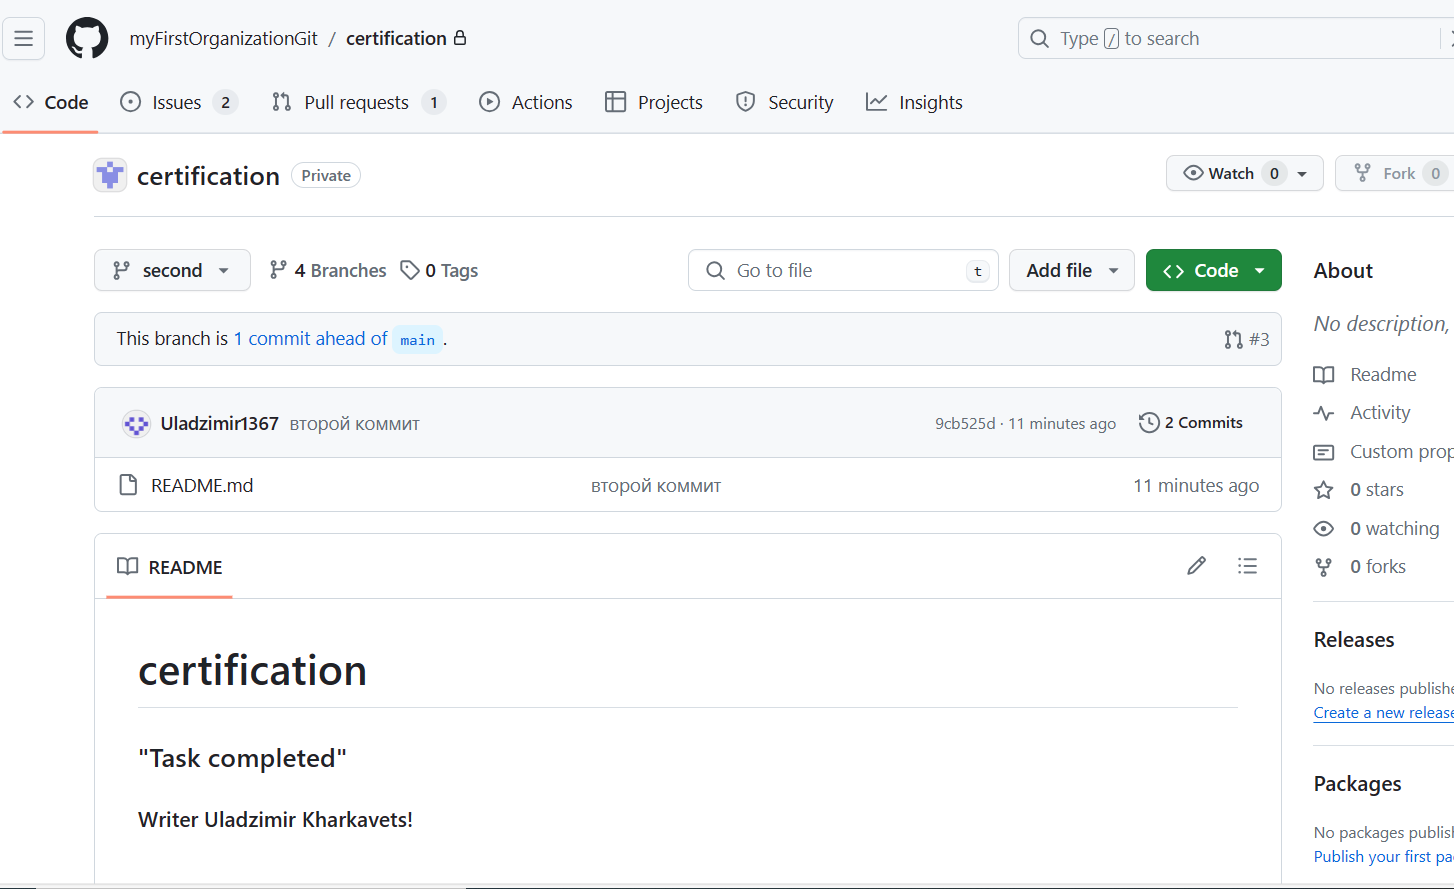 myFirstOrganizationGit / certification
Type / to search
Code Issues 2 Pull requests 1 Actions Projects Security Insights
certification Private
Watch 0 Fork 0
second 4 Branches 0 Tags
Go to file t Add file Code
About
This branch is 1 commit ahead of main . #3
No description,
Readme
Activity
Custom prop
0 stars
0 watching
0 forks
Uladzimir1367 второй коммит 9cb525d · 11 minutes ago 2 Commits
README.md второй коммит 11 minutes ago
README
certification
"Task completed"
Writer Uladzimir Kharkavets!
Releases
No releases publishe
Create a new release
Packages
No packages publish
Publish your first pa